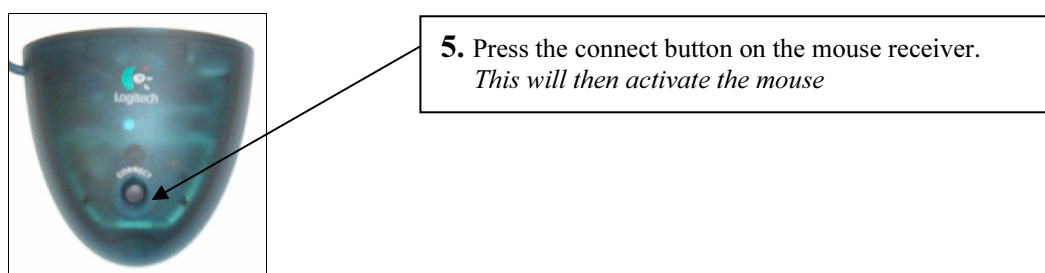 5. Press the connect button on the mouse receiver.
This will then activate the mouse
Logitech
CONNECT